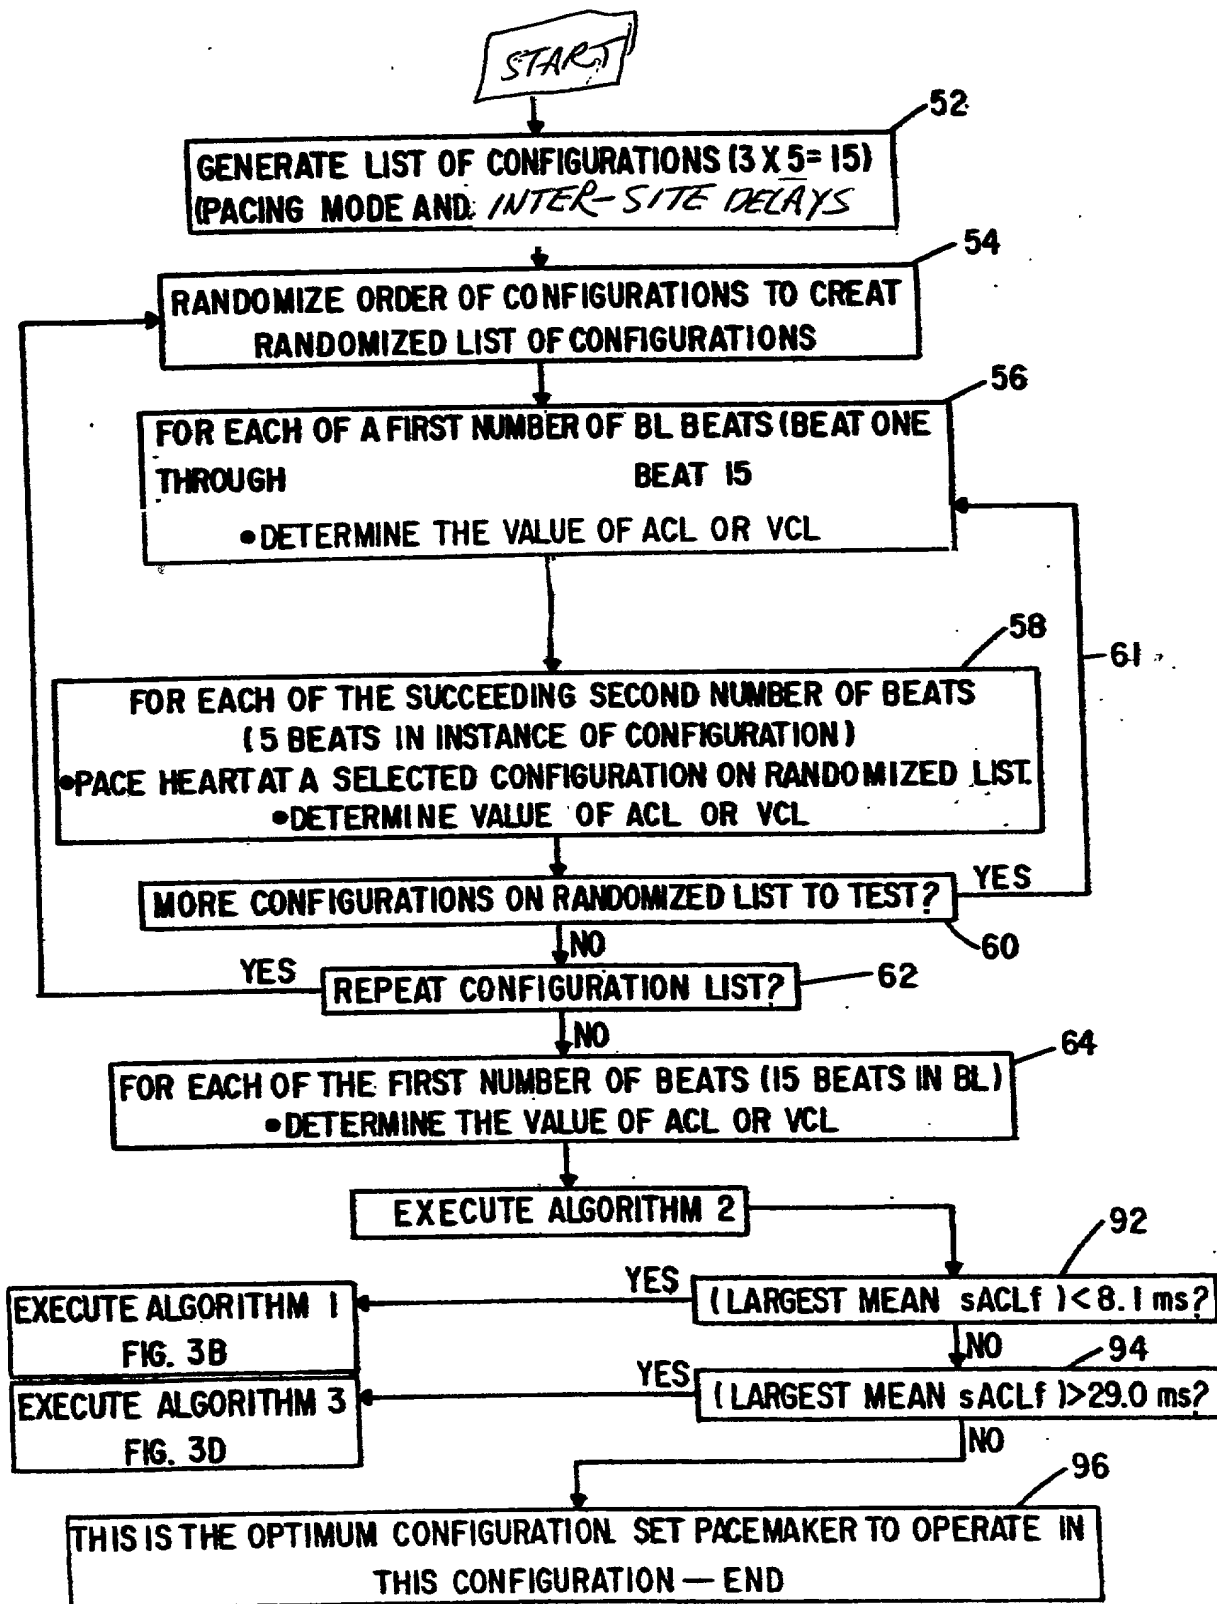 START
52
GENERATE LIST OF CONFIGURATIONS (3 X 5=15)
(PACING MODE AND INTER-SITE DELAYS
54
RANDOMIZE ORDER OF CONFIGURATIONS TO CREAT
RANDOMIZED LIST OF CONFIGURATIONS
56
FOR EACH OF A FIRST NUMBER OF BL BEATS (BEAT ONE
THROUGH BEAT 15
•DETERMINE THE VALUE OF ACL OR VCL
58
61
FOR EACH OF THE SUCCEEDING SECOND NUMBER OF BEATS
(5 BEATS IN INSTANCE OF CONFIGURATION)
•PACE HEART AT A SELECTED CONFIGURATION ON RANDOMIZED LIST.
•DETERMINE VALUE OF ACL OR VCL
MORE CONFIGURATIONS ON RANDOMIZED LIST TO TEST?
YES
60
NO
YES
REPEAT CONFIGURATION LIST?
62
NO
64
FOR EACH OF THE FIRST NUMBER OF BEATS (15 BEATS IN BL)
•DETERMINE THE VALUE OF ACL OR VCL
EXECUTE ALGORITHM 2
92
YES
(LARGEST MEAN sACLf )<8.1 ms?
EXECUTE ALGORITHM 1
FIG. 3B
NO
94
YES
(LARGEST MEAN sACLf )>29.0 ms?
EXECUTE ALGORITHM 3
FIG. 3D
NO
96
THIS IS THE OPTIMUM CONFIGURATION. SET PACEMAKER TO OPERATE IN
THIS CONFIGURATION — END